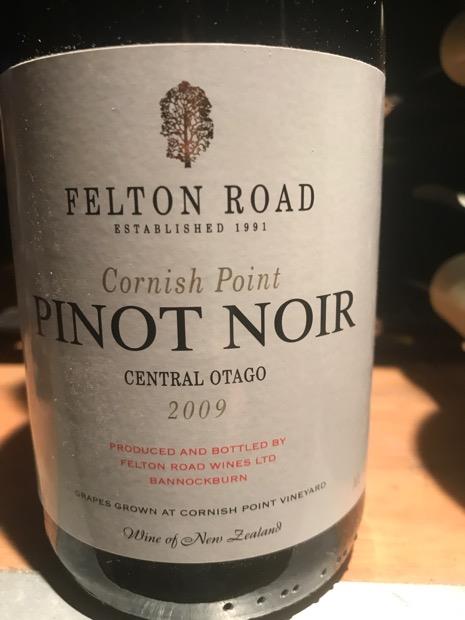 FELTON ROAD
ESTABLISHED 1991
Cornish Point
PINOT NOIR
CENTRAL OTAGO
2009
PRODUCED AND BOTTLED BY
FELTON ROAD WINES LTD
BANNOCKBURN
GRAPES GROWN AT CORNISH POINT VINEYARD
Wine of New Zealand